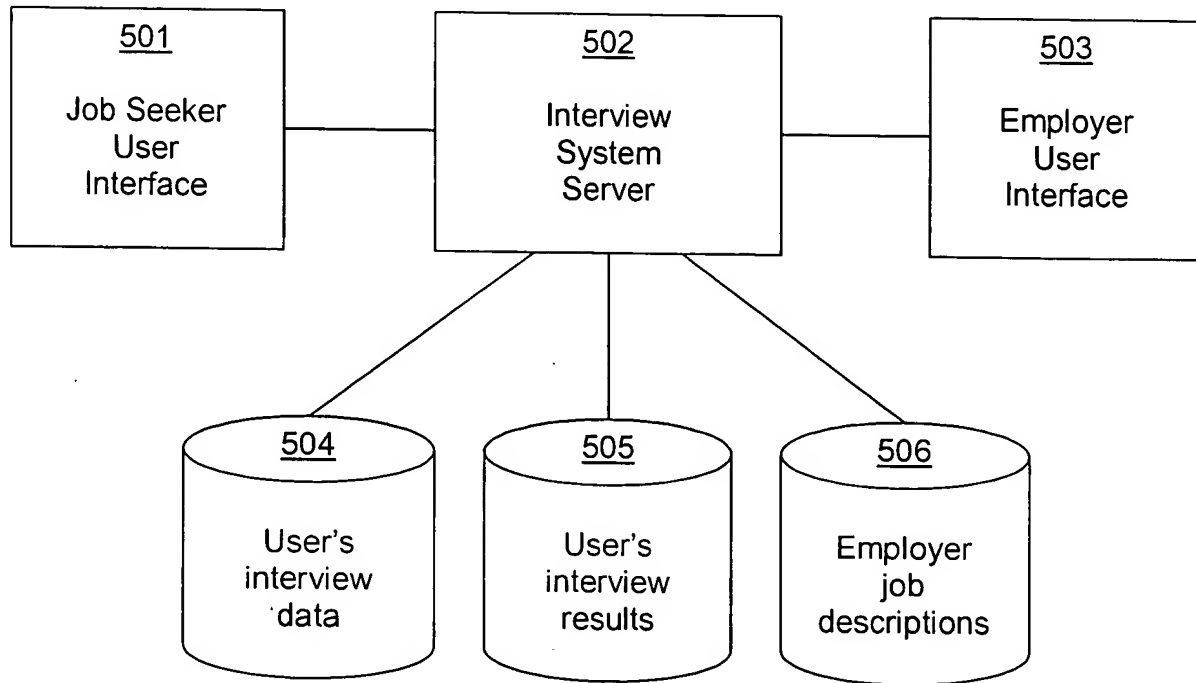 501
Job Seeker
User
Interface
502
Interview
System
Server
503
Employer
User
Interface
504
User's
interview
data
505
User's
interview
results
506
Employer
job
descriptions